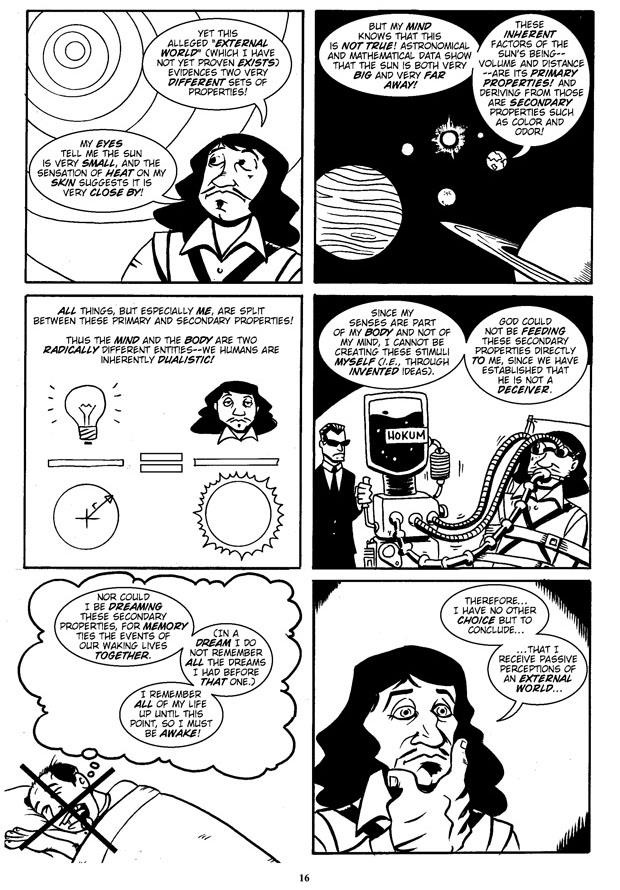 YET THIS
ALLEGED "EXTERNAL
WORLD" (WHICH I HAVE
NOT YET PROVEN EXISTS)
EVIDENCES TWO VERY
DIFFERENT SETS OF
PROPERTIES!
MY EYES
TELL ME THE SUN
IS VERY SMALL, AND THE
SENSATION OF HEAT ON MY
SKIN SUGGESTS IT IS
VERY CLOSE BY!
BUT MY MIND
KNOWS THAT THIS
IS NOT TRUE! ASTRONOMICAL
AND MATHEMATICAL DATA SHOW
THAT THE SUN IS BOTH VERY
BIG AND VERY FAR
AWAY!
THESE
INHERENT
FACTORS OF THE
SUN'S BEING--
VOLUME AND DISTANCE
--ARE ITS PRIMARY
PROPERTIES! AND
DERIVING FROM THOSE
ARE SECONDARY
PROPERTIES SUCH
AS COLOR AND
ODOR!
ALL THINGS, BUT ESPECIALLY ME, ARE SPLIT
BETWEEN THESE PRIMARY AND SECONDARY PROPERTIES!
THUS THE MIND AND THE BODY ARE TWO
RADICALLY DIFFERENT ENTITIES--WE HUMANS ARE
INHERENTLY DUALISTIC!
r
SINCE MY
SENSES ARE PART
OF MY BODY AND NOT OF
MY MIND, I CANNOT BE
CREATING THESE STIMULI
MYSELF (I.E., THROUGH
INVENTED IDEAS).
GOD COULD
NOT BE FEEDING
THESE SECONDARY
PROPERTIES DIRECTLY
TO ME, SINCE WE HAVE
ESTABLISHED THAT
HE IS NOT A
DECEIVER.
HOKUM
NOR COULD
I BE DREAMING
THESE SECONDARY
PROPERTIES, FOR MEMORY
TIES THE EVENTS OF
OUR WAKING LIVES
TOGETHER.
(IN A
DREAM I DO
NOT REMEMBER
ALL THE DREAMS
I HAD BEFORE
THAT ONE.)
I REMEMBER
ALL OF MY LIFE
UP UNTIL THIS
POINT, SO I MUST
BE AWAKE!
THEREFORE...
I HAVE NO OTHER
CHOICE BUT TO
CONCLUDE...
...THAT I
RECEIVE PASSIVE
PERCEPTIONS OF
AN EXTERNAL
WORLD...
16